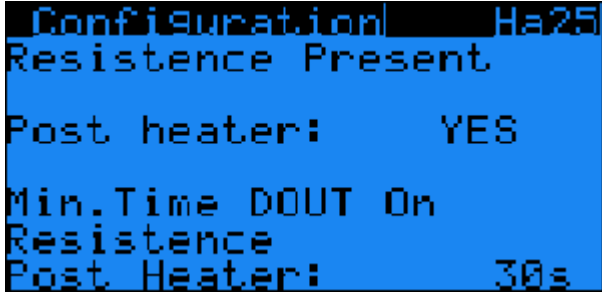 Configuration Ha25
Resistence Present
Post heater: YES
Min.Time DOUT On
Resistence
Post Heater: 30s